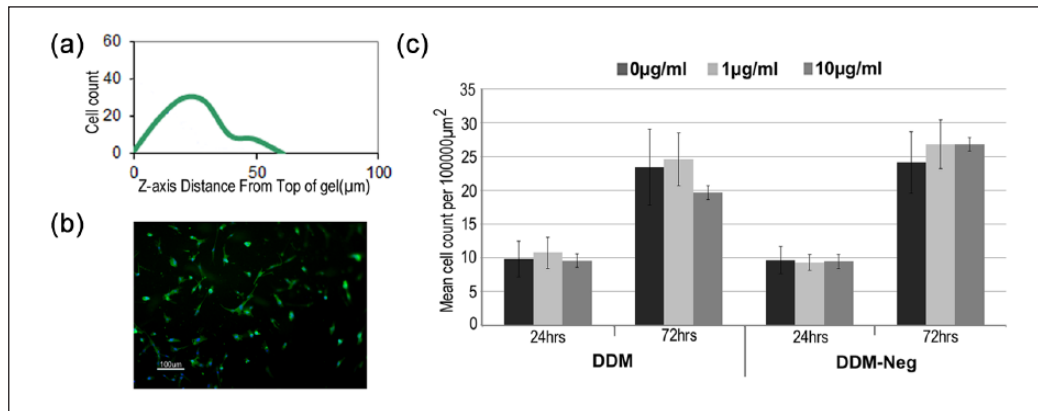 (a)
60
40
20
0
Cell count
0
50
100
Z-axis Distance From Top of gel(µm)
(b)
100um
(c)
0µg/ml 1µg/ml 10µg/ml
35
30
25
20
15
10
5
0
Mean cell count per 100000µm²
24hrs 72hrs 24hrs 72hrs
DDM DDM-Neg